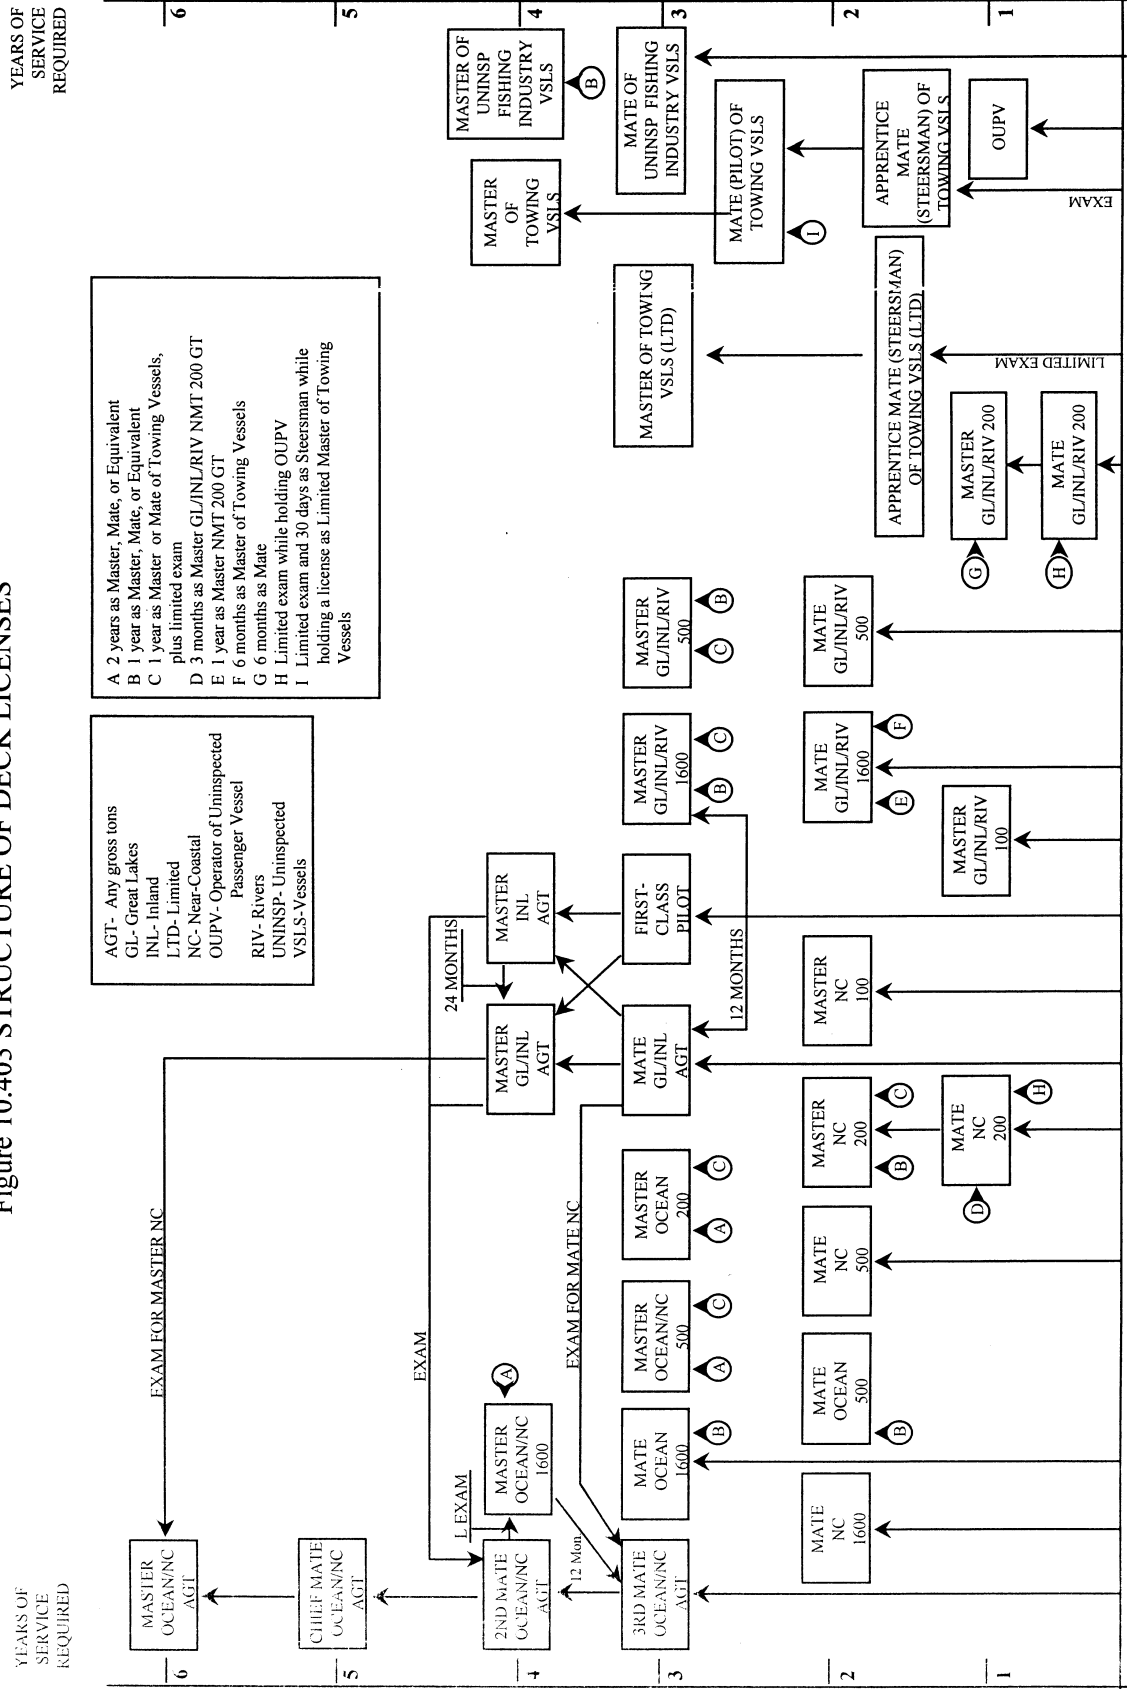 Figure 10.403 STRUCTURE OF DECK LICENSES
YEARS OF
SERVICE
REQUIRED
6
5
4
3
2
1
YEARS OF
SERVICE
REQUIRED
6
5
4
3
2
1
AGT- Any gross tons
GL- Great Lakes
INL- Inland
LTD- Limited
NC- Near-Coastal
OUPV- Operator of Uninspected
Passenger Vessel
RIV- Rivers
UNINSP- Uninspected
VSLS-Vessels
A 2 years as Master, Mate, or Equivalent
B 1 year as Master, Mate, or Equivalent
C 1 year as Master or Mate of Towing Vessels,
plus limited exam
D 3 months as Master GL/INL/RIV NMT 200 GT
E 1 year as Master NMT 200 GT
F 6 months as Master of Towing Vessels
G 6 months as Mate
H Limited exam while holding OUPV
I Limited exam and 30 days as Steersman while
holding a license as Limited Master of Towing
Vessels
MASTER
OCEAN/NC
AGT
EXAM FOR MASTER NC
CHIEF MATE
OCEAN/NC
AGT
EXAM
24 MONTHS
2ND MATE
OCEAN/NC
AGT
L EXAM
MASTER
OCEAN/NC
1600
A
MASTER
GL/INL
AGT
MASTER
INL
AGT
MASTER
OF
TOWING
VSLS
MASTER OF
UNINSP
FISHING
INDUSTRY
VSLS
B
12 Mon.
EXAM FOR MATE NC
3RD MATE
OCEAN/NC
AGT
MATE
OCEAN
1600
B
MASTER
OCEAN/NC
500
A
C
MASTER
OCEAN
200
A
C
MATE
GL/INL
AGT
FIRST-
CLASS
PILOT
12 MONTHS
MASTER
GL/INL/RIV
1600
B
C
MASTER
GL/INL/RIV
500
C
B
MASTER OF TOWING
VSLS (LTD)
MATE OF
UNINSP FISHING
INDUSTRY VSLS
MATE (PILOT) OF
TOWING VSLS
I
MATE
NC
1600
MATE
OCEAN
500
B
MATE
NC
500
MASTER
NC
200
B
C
MASTER
NC
100
MATE
GL/INL/RIV
1600
E
F
MATE
GL/INL/RIV
500
APPRENTICE MATE (STEERSMAN)
OF TOWING VSLS (LTD)
LIMITED EXAM
APPRENTICE
MATE
(STEERSMAN) OF
TOWING VSLS
EXAM
MATE
NC
200
D
H
MASTER
GL/INL/RIV
100
MASTER
GL/INL/RIV 200
G
MATE
GL/INL/RIV 200
H
OUPV